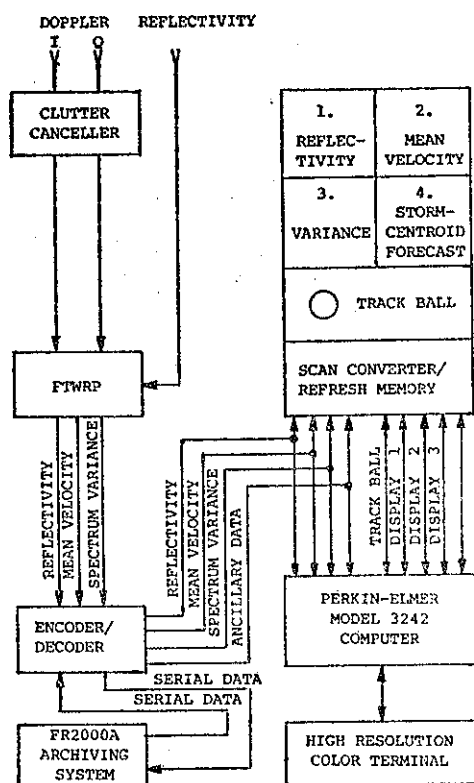 DOPPLER
I
Q
REFLECTIVITY
CLUTTER
CANCELLER
1.
REFLEC-
TIVITY
2.
MEAN
VELOCITY
3.
VARIANCE
4.
STORM-
CENTROID
FORECAST
TRACK BALL
FTWRP
SCAN CONVERTER/
REFRESH MEMORY
REFLECTIVITY
MEAN VELOCITY
SPECTRUM VARIANCE
REFLECTIVITY
MEAN VELOCITY
SPECTRUM VARIANCE
ANCILLARY DATA
TRACK BALL
DISPLAY 1
DISPLAY 2
DISPLAY 3
ENCODER/
DECODER
PERKIN-ELMER
MODEL 3242
COMPUTER
SERIAL DATA
SERIAL DATA
FR2000A
ARCHIVING
SYSTEM
HIGH RESOLUTION
COLOR TERMINAL